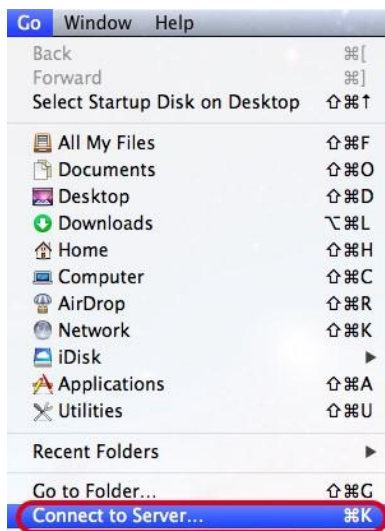 Go Window Help
Back ⌘[
Forward ⌘]
Select Startup Disk on Desktop ⇧⌘↑
All My Files ⇧⌘F
Documents ⇧⌘O
Desktop ⇧⌘D
Downloads ⌥⌘L
Home ⇧⌘H
Computer ⇧⌘C
AirDrop ⇧⌘R
Network ⇧⌘K
iDisk ▶
Applications ⇧⌘A
Utilities ⇧⌘U
Recent Folders ▶
Go to Folder... ⇧⌘G
Connect to Server... ⌘K